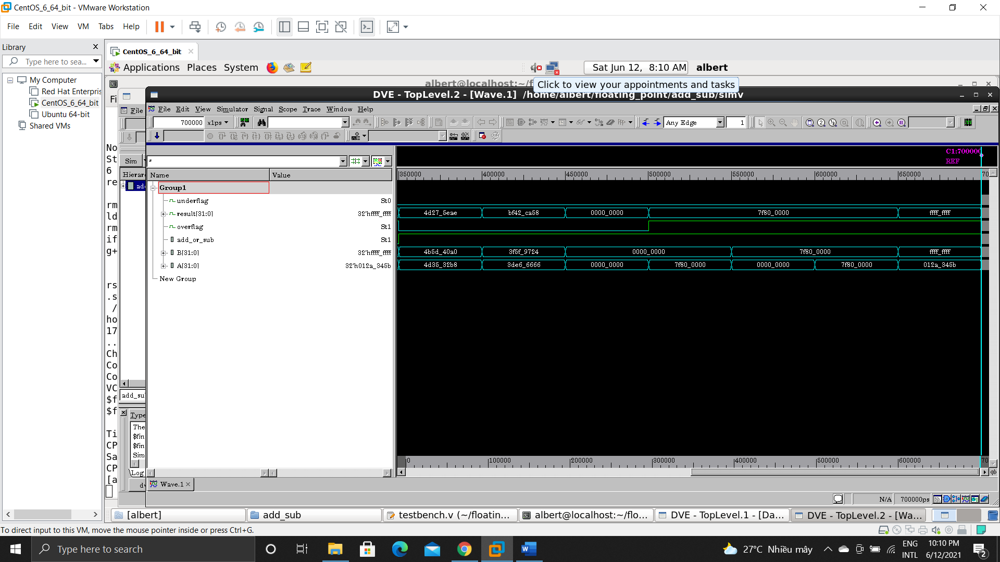 CentOS_6_64_bit - VMware Workstation
File Edit View VM Tabs Help
Library
Type here to sea...
My Computer
Red Hat Enterpris
CentOS_6_64_bit
Ubuntu 64-bit
Shared VMs
CentOS_6_64_bit
Applications Places System
Sat Jun 12, 8:10 AM albert
albert@localhost:~/f
Click to view your appointments and tasks
DVE - TopLevel.2 - [Wave.1] /home/albert/floating_point/add_sub/simv
Fi
File
File Edit View Simulator Signal Scope Trace Window Help
700000 x1ps
Any Edge 1
No
St
6
re
rm
ld
rm
if
g+
rs
.s
/
ho
17
..
Ch
Co
Co
VC
$f
$f
Ti
CP
Sa
CP
[a
Sim
Hierar
add
add_su
Type
The
$fin
$fin
Sim
Log
dv
*
C1:700000
REF
Name Value
350000 400000 450000 500000 550000 600000 650000 70
Group1
underflag St0
result[31:0] 32'hffff_ffff 4d27_5eae bf42_ca58 0000_0000 7f80_0000 ffff_ffff
overflag St1
add_or_sub St1
B[31:0] 32'hffff_ffff 4b5d_40a0 3f5f_9724 0000_0000 7f80_0000 ffff_ffff
A[31:0] 32'h012a_345b 4d35_32b8 3de6_6666 0000_0000 7f80_0000 0000_0000 7f80_0000 012a_345b
New Group
0 100000 200000 300000 400000 500000 600000 70
Wave.1
N/A 700000ps
[albert]
add_sub
testbench.v (~/floatin...
albert@localhost:~/flo...
DVE - TopLevel.1 - [Da...
DVE - TopLevel.2 - [Wa...
To direct input to this VM, move the mouse pointer inside or press Ctrl+G.
Type here to search
27°C Nhiều mây
ENG
INTL
10:10 PM
6/12/2021
2